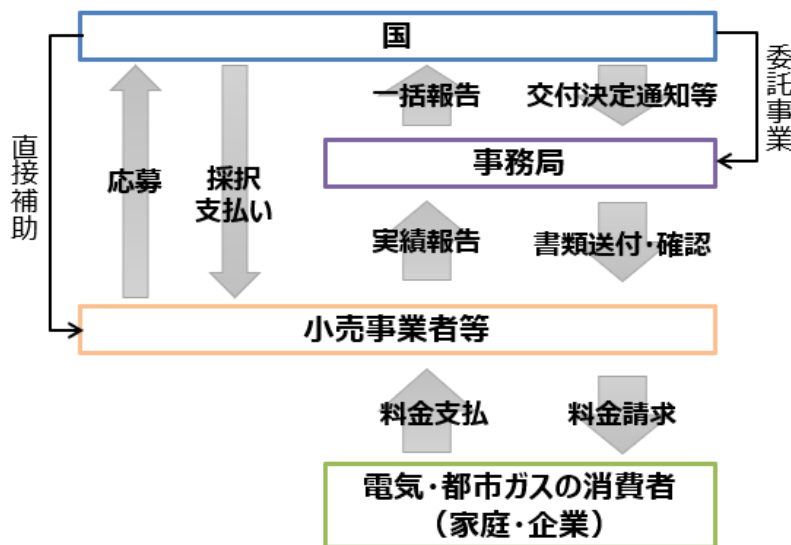 国
委託事業
一括報告
交付決定通知等
直接補助
応募
採択
支払い
事務局
実績報告
書類送付・確認
小売事業者等
料金支払
料金請求
電気・都市ガスの消費者
（家庭・企業）